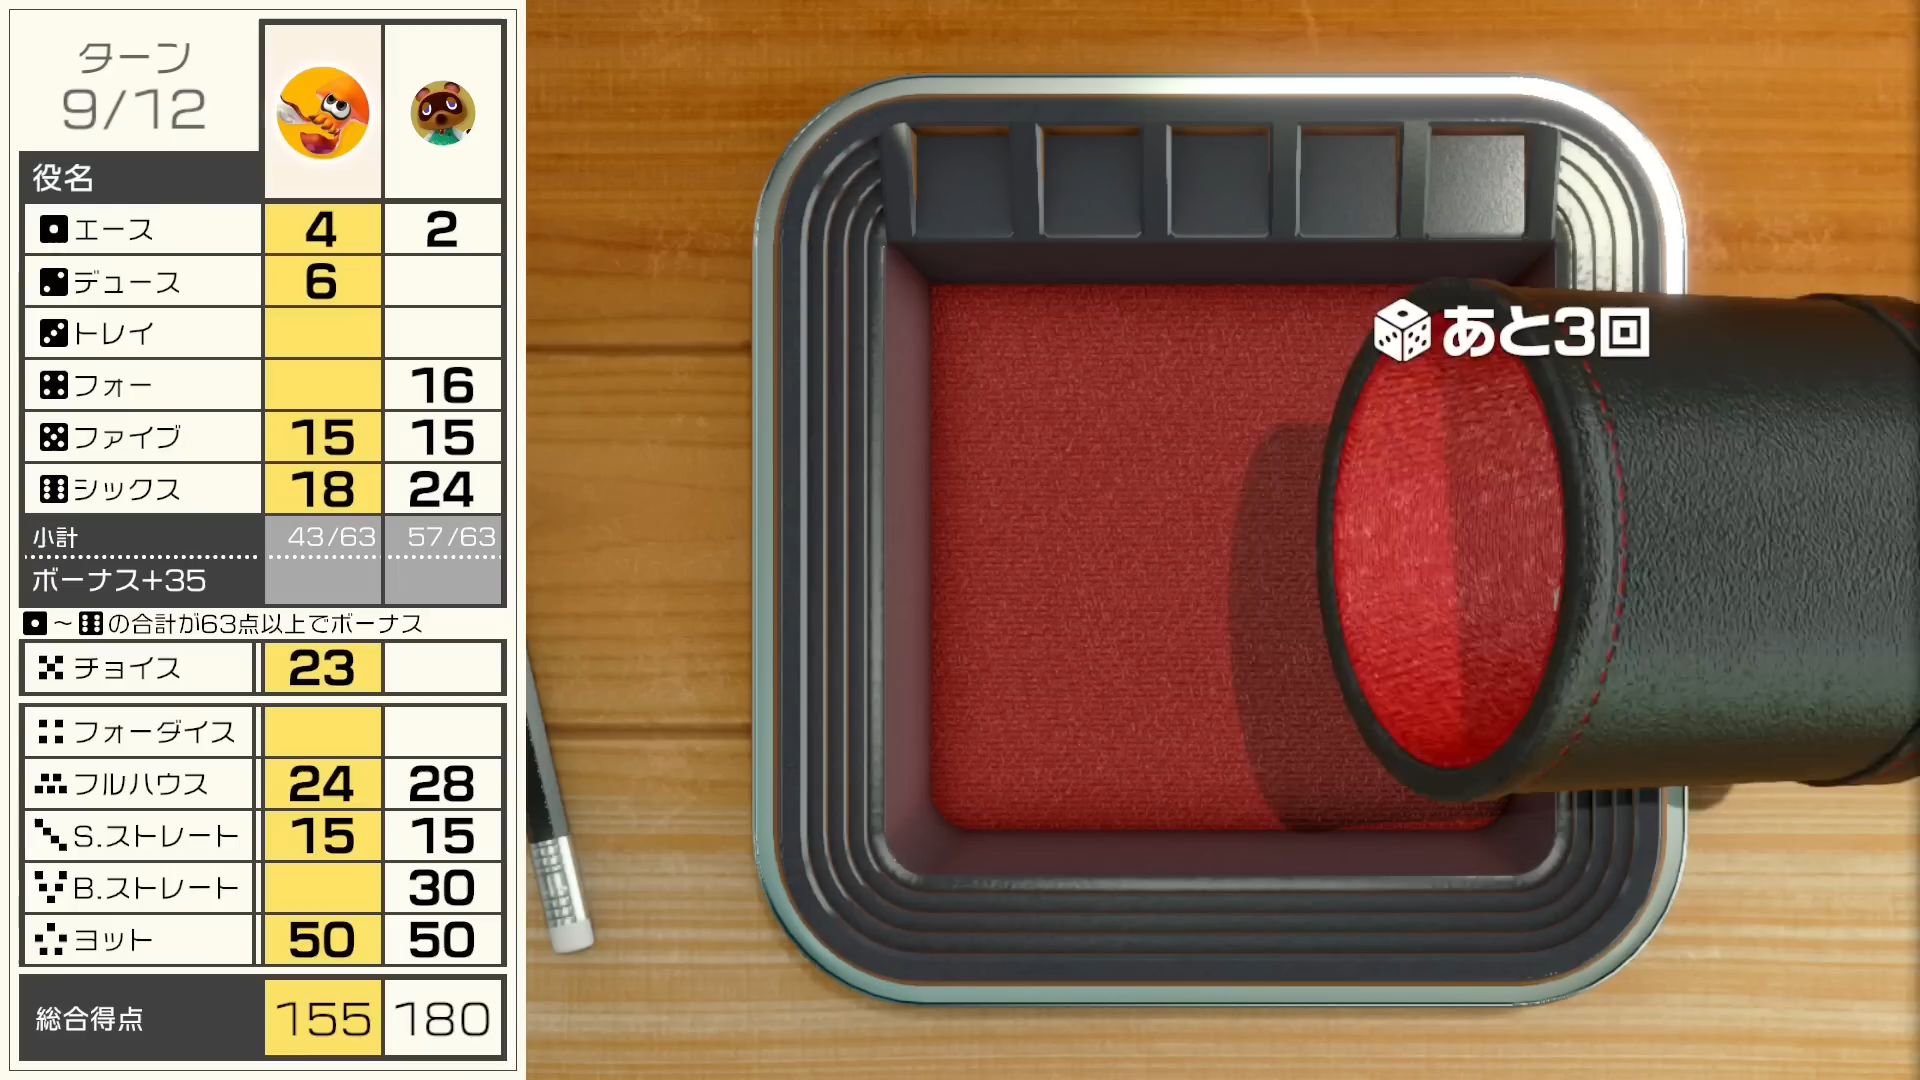 ターン
9/12
役名
エース 4 2
デュース 6
トレイ
フォー 16
ファイブ 15 15
シックス 18 24
小計 43/63 57/63
ボーナス+35
～の合計が63点以上でボーナス
チョイス 23
フォーダイス
フルハウス 24 28
S.ストレート 15 15
B.ストレート 30
ヨット 50 50
総合得点 155 180
あと3回